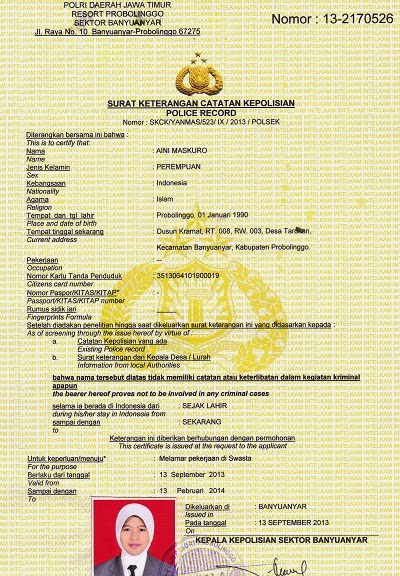 POLRI DAERAH JAWA TIMUR
RESORT PROBOLINGGO
SEKTOR BANYUANYAR
Jl. Raya No. 10 Banyuanyar-Probolinggo 67275
Nomor : 13-2170526
SURAT KETERANGAN CATATAN KEPOLISIAN
POLICE RECORD
Nomor : SKCK/YANMAS/523/ IX / 2013 / POLSEK
Diterangkan bersama ini bahwa :
This is to certify that:
Nama : AINI MASKURO
Name
Jenis Kelamin : PEREMPUAN
Sex
Kebangsaan : Indonesia
Nationality
Agama : Islam
Religion
Tempat dan tgl lahir : Probolinggo, 01 Januari 1990
Place and date of birth
Tempat tinggal sekarang : Dusun Kramat, RT. 008, RW. 003, Desa
Current address
Kecamatan Banyuanyar, Kabupaten Probolinggo.
Pekerjaan : --
Occupation
Nomor Kartu Tanda Penduduk : 3513064101900019
Citizens card number
Nomor Paspor/KITAS/KITAP* : -
Passport/KITAS/KITAP number
Rumus sidik jari : ------
Fingerprints Formula
Setelah diadakan penelitian hingga saat dikeluarkan surat keterangan ini yang didasarkan kepada :
As of screening through the issue hereof by virtue of :
a. Catatan Kepolisian yang ada
Existing Police record
b. Surat keterangan dari Kepala Desa / Lurah
Information from local Authorities
bahwa nama tersebut diatas tidak memiliki catatan atau keterlibatan dalam kegiatan kriminal
apapun
the bearer hereof proves not to be involved in any criminal cases
selama ia berada di Indonesia dari : SEJAK LAHIR
during his/her stay in Indonesia from
sampai dengan : SEKARANG
to
Keterangan ini diberikan berhubungan dengan permohonan
This certificate is issued at the request to the applicant
Untuk keperluan/menuju* : Melamar pekerjaan di Swasta
For the purpose
Berlaku dari tanggal : 13 September 2013
Valid from
Sampai dengan : 13 Pebruari 2014
To
Dikeluarkan di : BANYUANYAR
Issued in
Pada tanggal : 13 SEPTEMBER 2013
On
KEPALA KEPOLISIAN SEKTOR BANYUANYAR